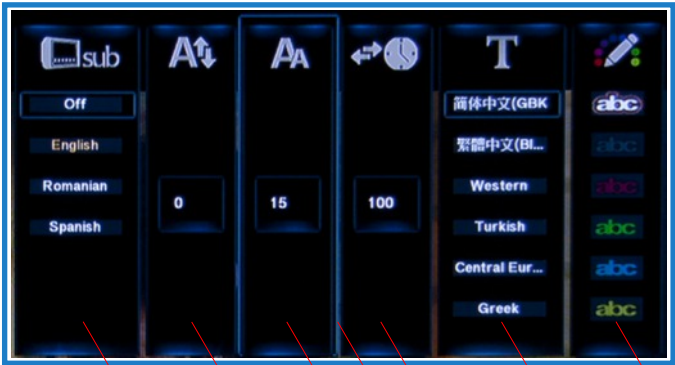 sub
Off
English
Romanian
Spanish
A
0
AA
15
100
T
简体中文(GBK
繁體中文(BI...
Western
Turkish
Central Eur...
Greek
abc
abc
abc
abc
abc
abc